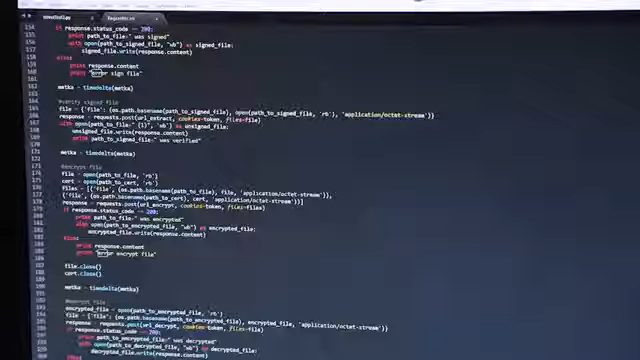 if response.status_code == 200:
print path_to_file+" was signed"
with open(path_to_signed_file, "wb") as signed_file:
signed_file.write(response.content)
else:
print response.content
print "error sign file"
metka = timedelta(metka)
#verify signed file
file = {'file': (os.path.basename(path_to_signed_file), open(path_to_signed_file, 'rb'), 'application/octet-stream')}
response = requests.post(url_extract, cookies=token, files=file)
with open(path_to_file+" (1)", "wb") as unsigned_file:
unsigned_file.write(response.content)
print path_to_signed_file+" was verified"
metka = timedelta(metka)
#encrypt file
file = open(path_to_file, 'rb')
cert = open(path_to_cert, 'rb')
files = [('file', (os.path.basename(path_to_file), file, 'application/octet-stream')),
('file', (os.path.basename(path_to_cert), cert, 'application/octet-stream'))]
response = requests.post(url_encrypt, cookies=token, files=files)
if response.status_code == 200:
print path_to_file+" was encrypted"
with open(path_to_encrypted_file, "wb") as encrypted_file:
encrypted_file.write(response.content)
else:
print response.content
print "error encrypt file"
file.close()
cert.close()
metka = timedelta(metka)
#decrypt file
encrypted_file = open(path_to_encrypted_file, 'rb')
file = {'file': (os.path.basename(path_to_encrypted_file), encrypted_file, 'application/octet-stream')}
response = requests.post(url_decrypt, cookies=token, files=file)
if response.status_code == 200:
print path_to_encrypted_file+" was decrypted"
with open(path_to_decrypted_file, "wb") as decrypted_file:
decrypted_file.write(response.content)
else: